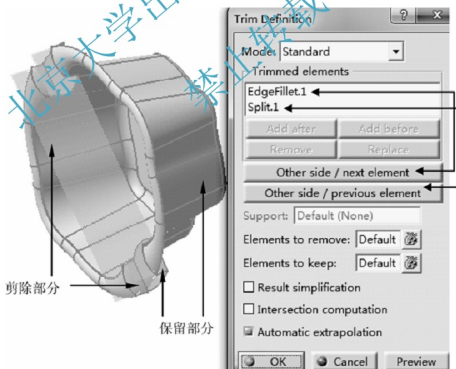 北京大学出
禁止转载
剪除部分
保留部分
Trim Definition
Mode: Standard
Trimmed elements
EdgeFillet.1
Split.1
Add after Add before
Remove Replace
Other side / next element
Other side / previous element
Support: Default (None)
Elements to remove: Default
Elements to keep: Default
Result simplification
Intersection computation
Automatic extrapolation
OK Cancel Preview